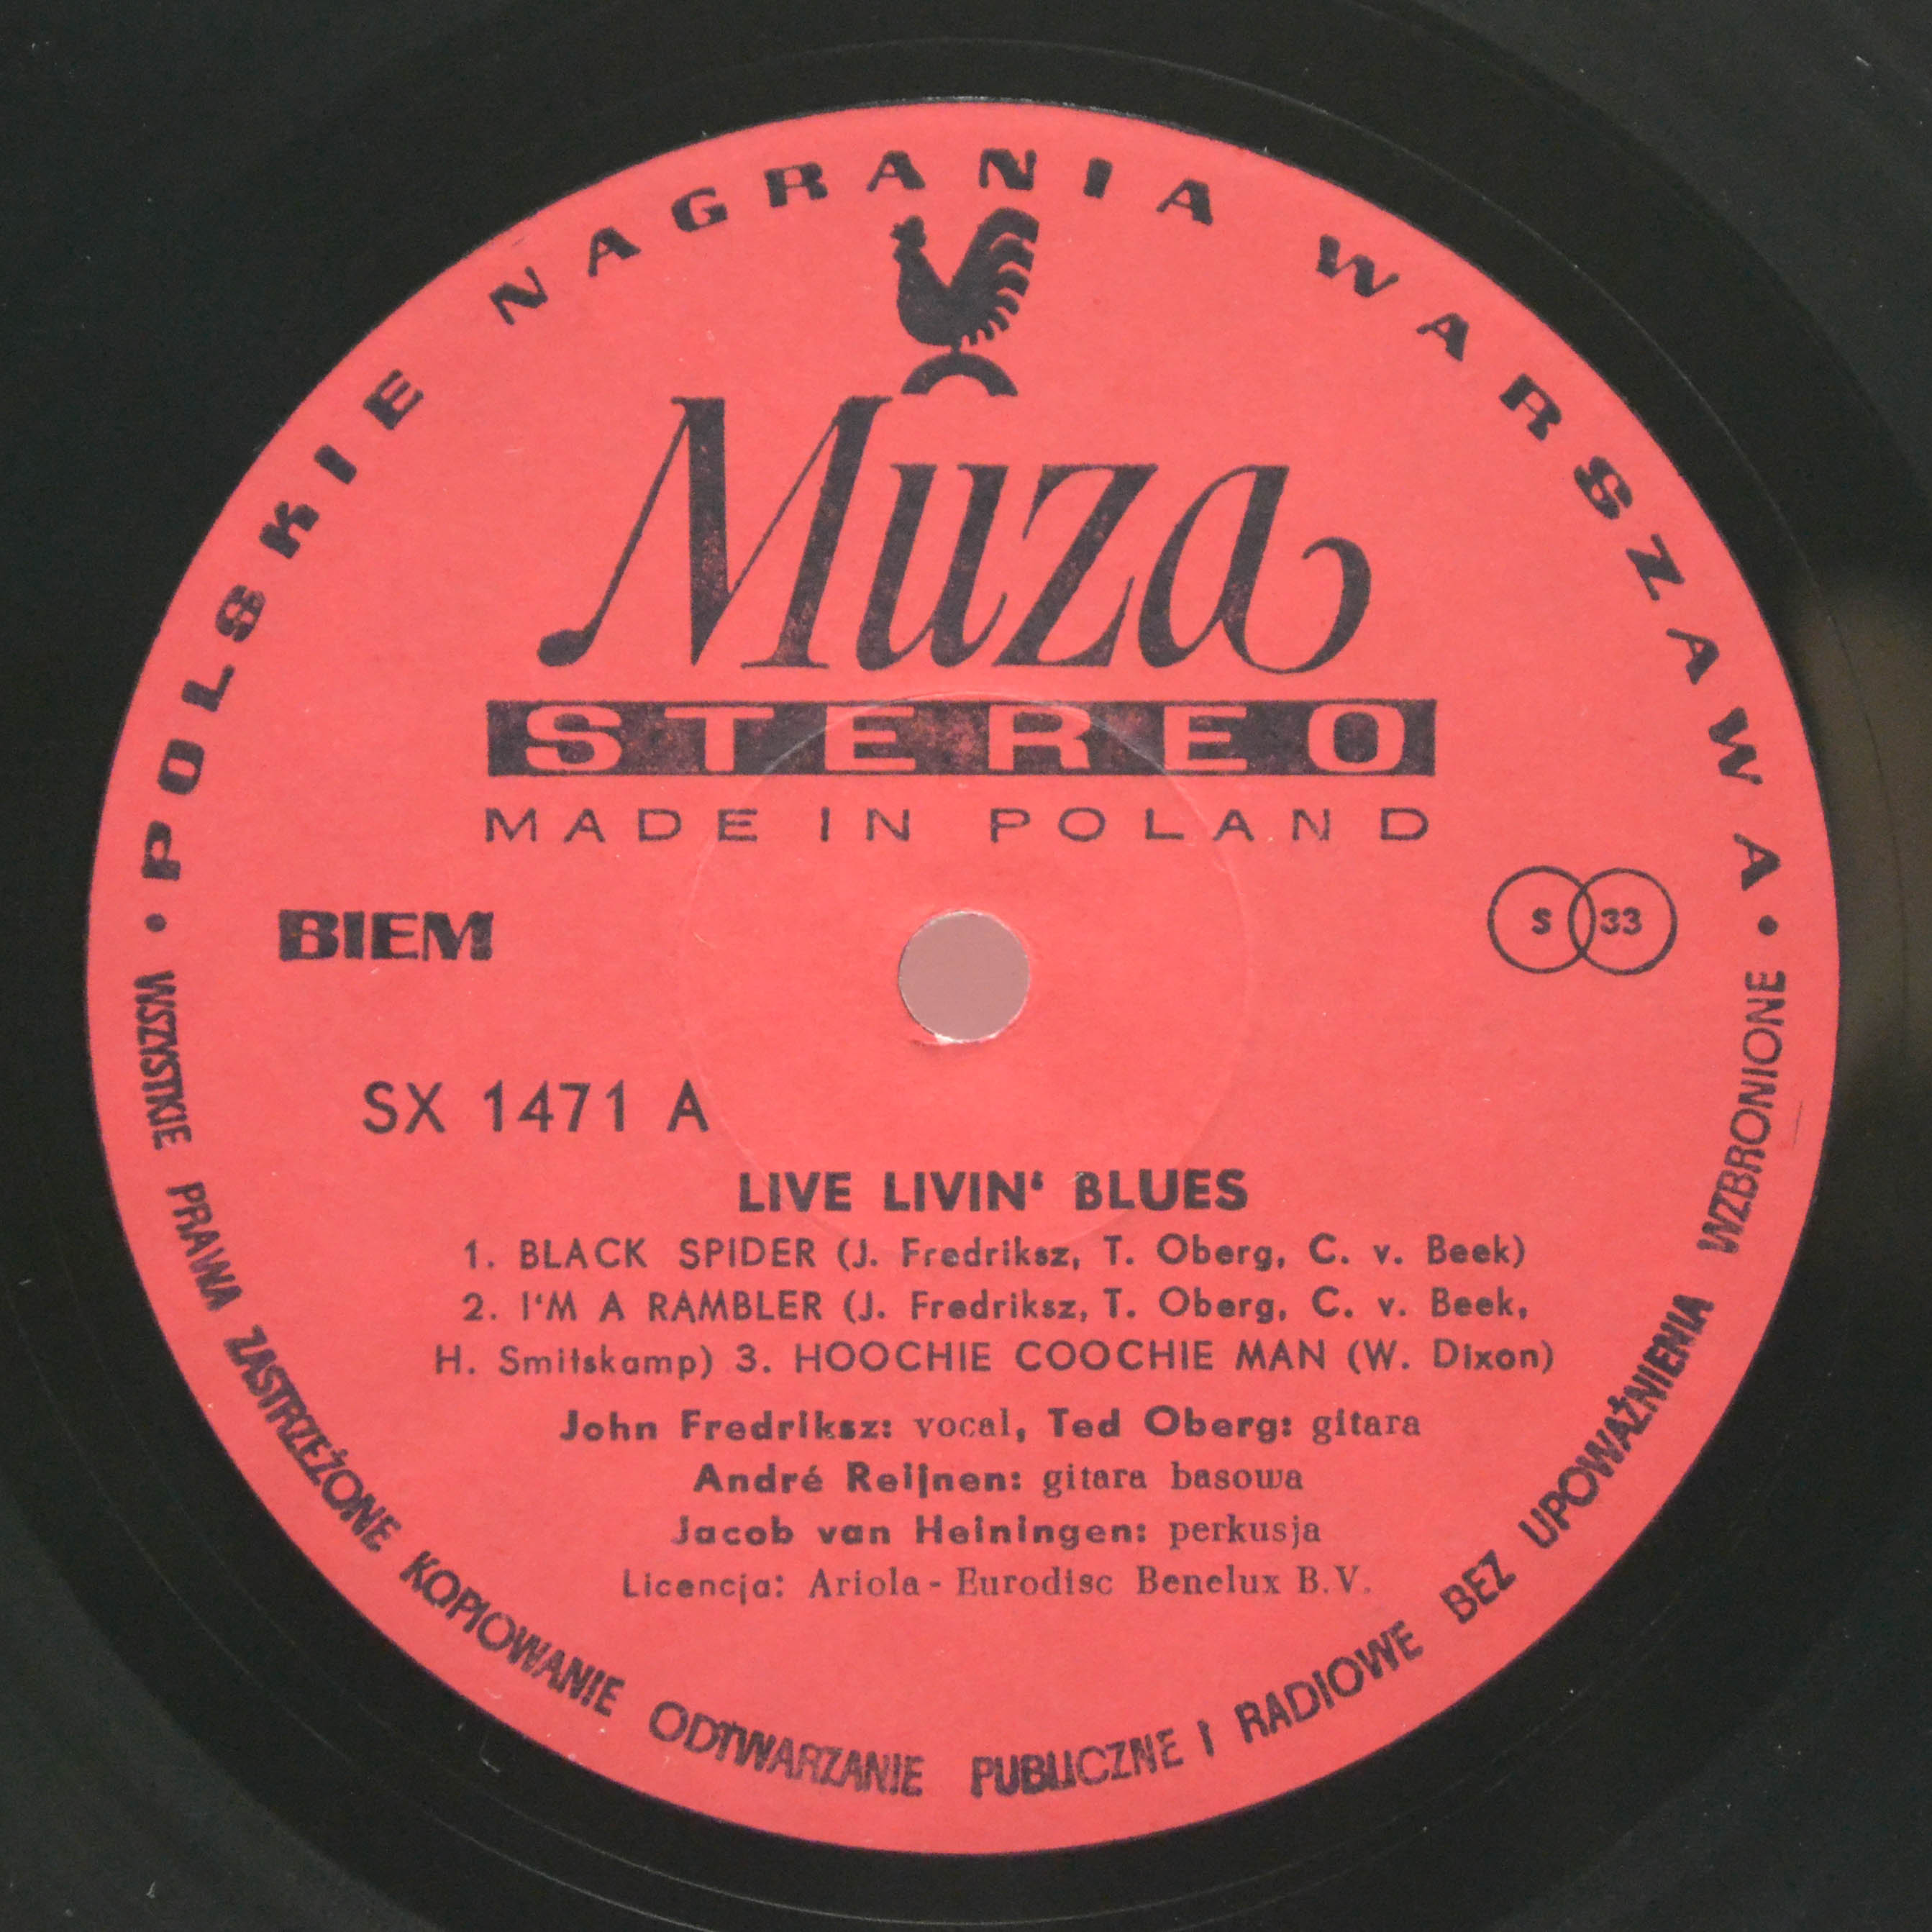 • POLSKIE NAGRANIA WARSZAWA •
Muza
STEREO
MADE IN POLAND
BIEM
S 33
SX 1471 A
LIVE LIVIN‘ BLUES
1. BLACK SPIDER (J. Fredriksz, T. Oberg, C. v. Beek)
2. I‘M A RAMBLER (J. Fredriksz, T. Oberg, C. v. Beek,
H. Smitskamp) 3. HOOCHIE COOCHIE MAN (W. Dixon)
John Fredriksz: vocal, Ted Oberg: gitara
André Reijnen: gitara basowa
Jacob van Heiningen: perkusja
Licencja: Ariola - Eurodisc Benelux B.V.
WSZYSTKIE PRAWA ZASTRZEŻONE KOPIOWANIE ODTWARZANIE PUBLICZNE I RADIOWE BEZ UPOWAŻNIENIA WZBRONIONE